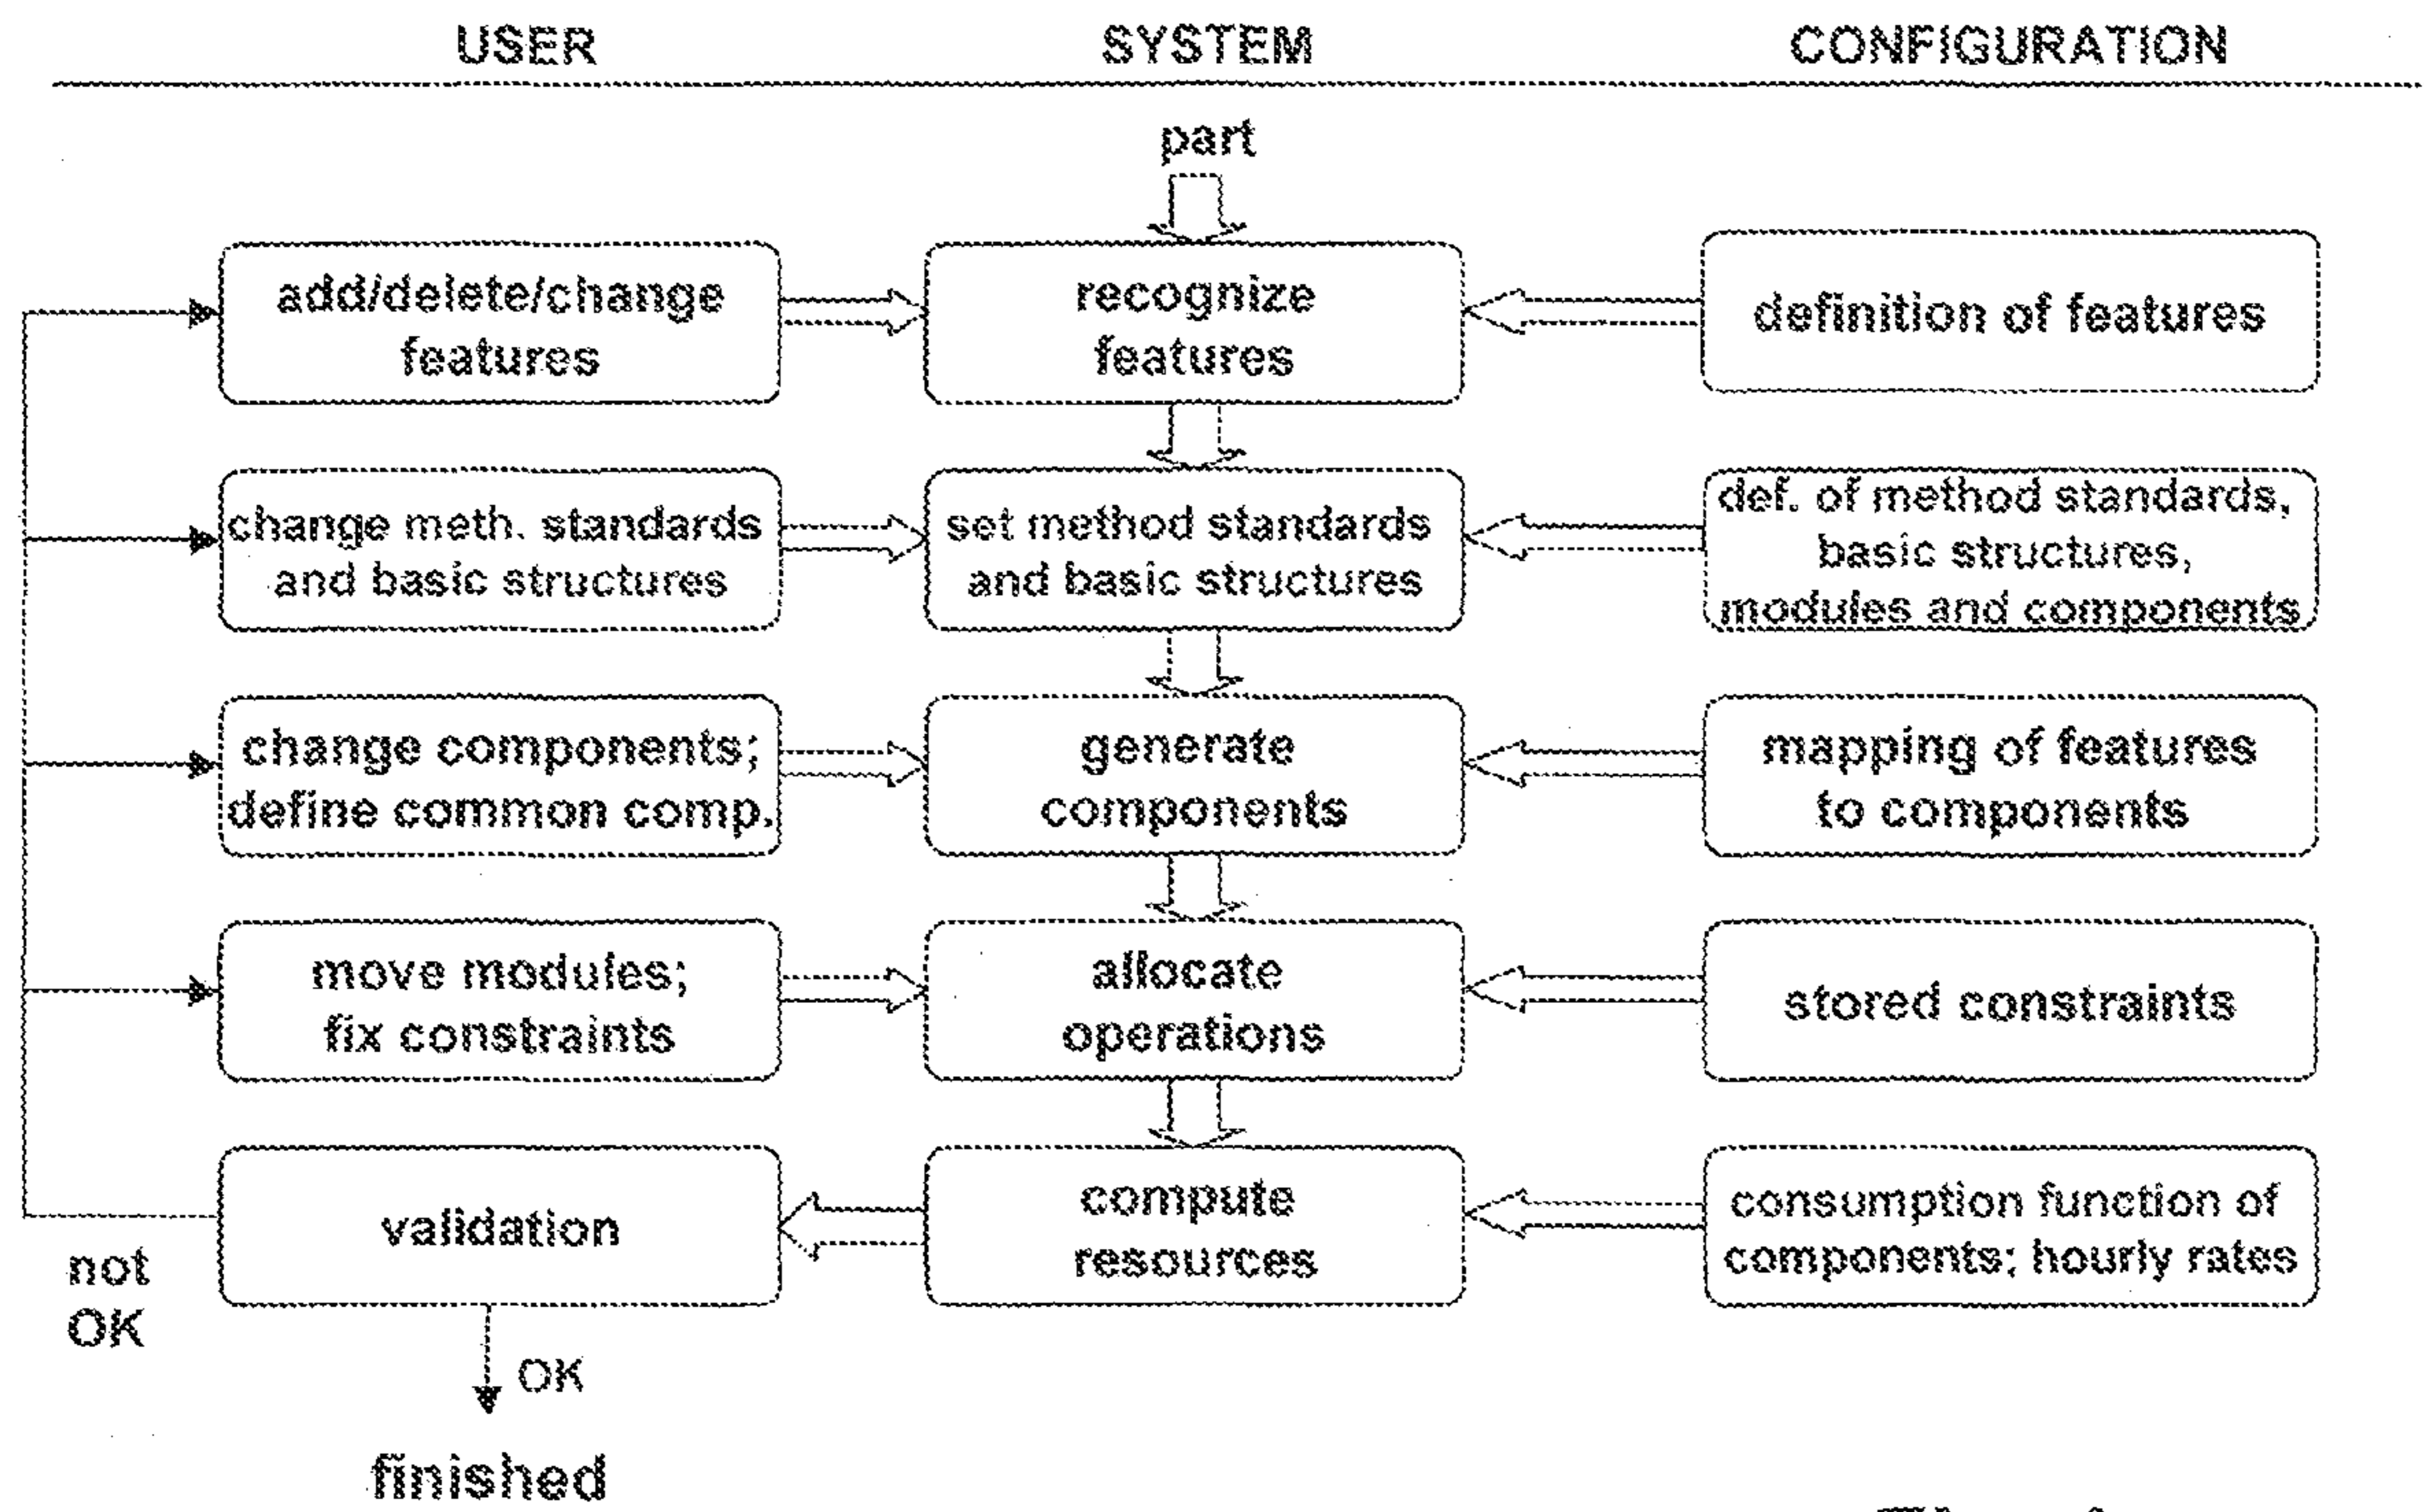 USER SYSTEM CONFIGURATION
part
add/delete/change
features
recognize
features
definition of features
change meth. standards
and basic structures
set method standards
and basic structures
def. of method standards,
basic structures,
modules and components
change components;
define common comp.
generate
components
mapping of features
to components
move modules;
fix constraints
allocate
operations
stored constraints
validation
compute
resources
consumption function of
components; hourly rates
not
OK
OK
finished